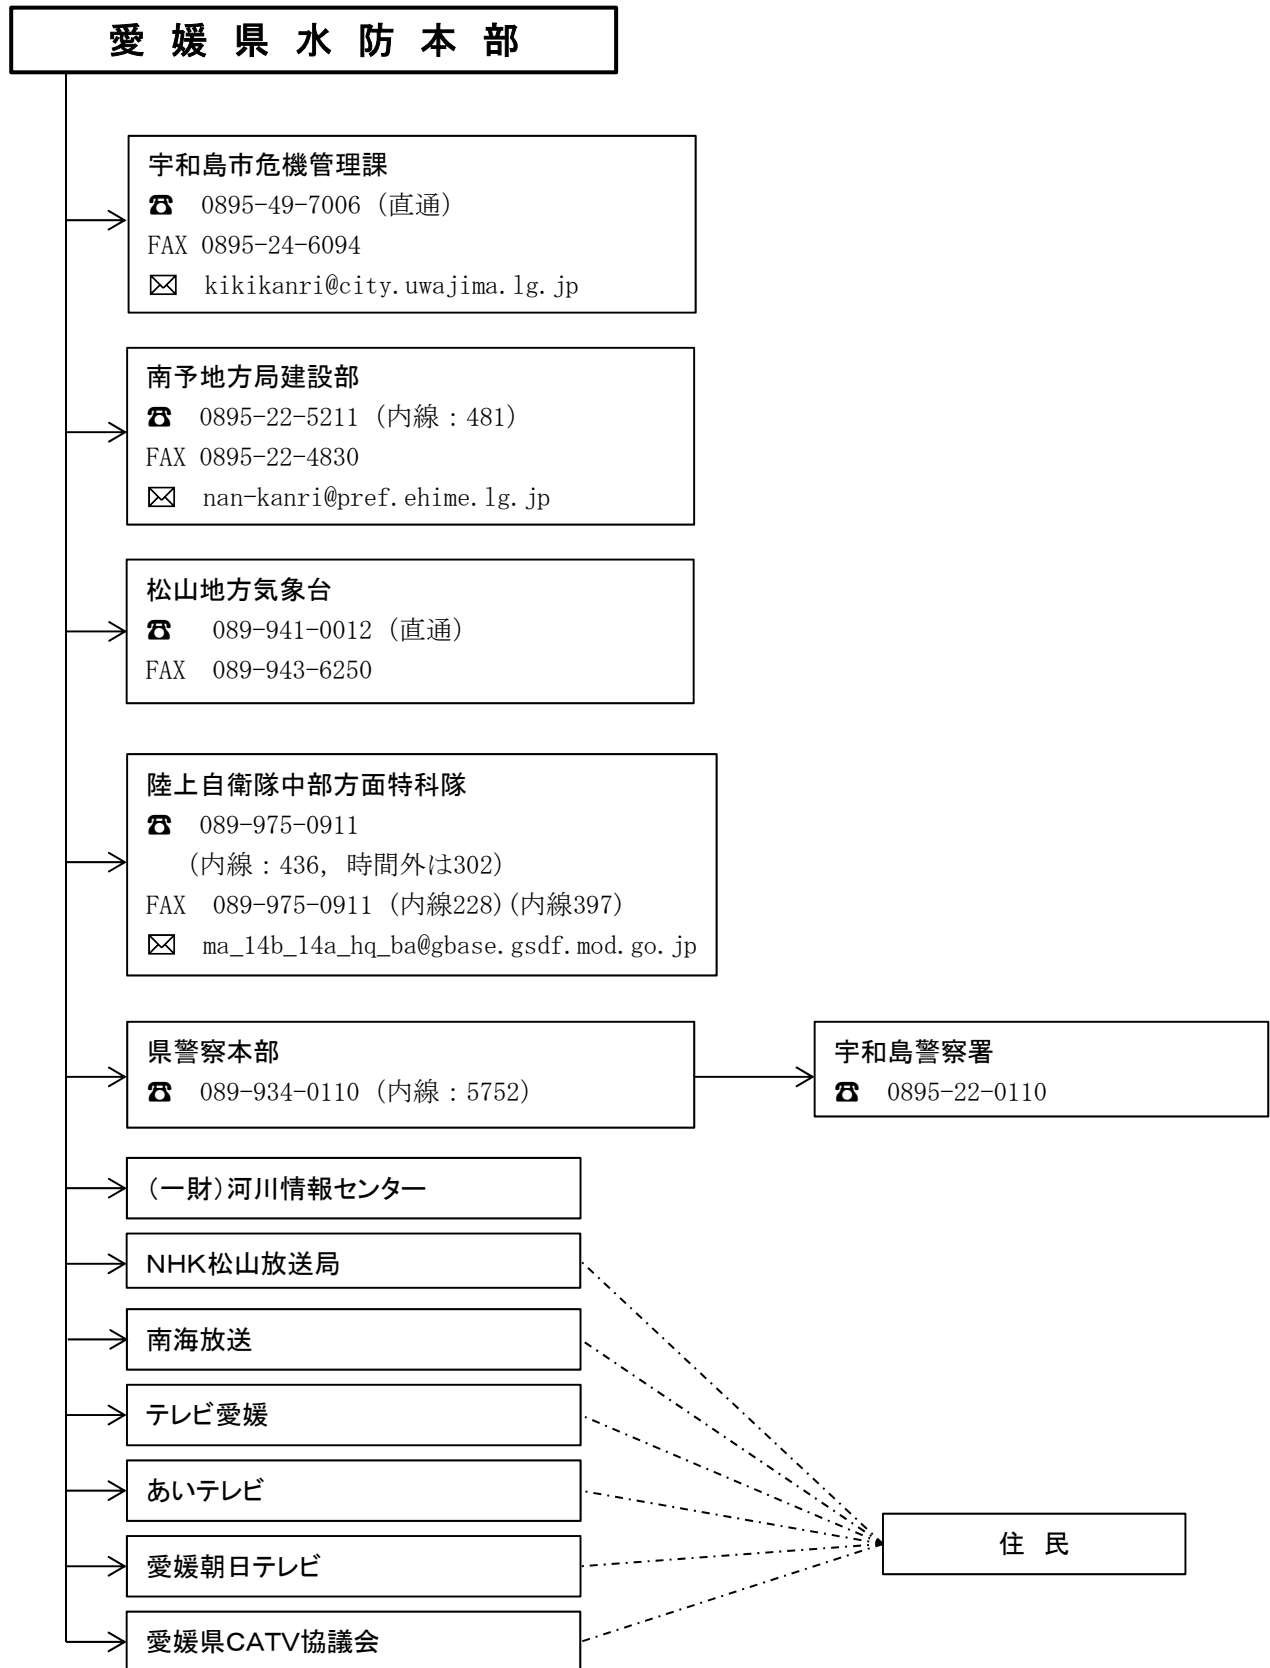 愛媛県水防本部
宇和島市危機管理課
☎ 0895-49-7006 (直通)
FAX 0895-24-6094
✉ kikikanri@city.uwajima.lg.jp
南予地方局建設部
☎ 0895-22-5211 (内線：481)
FAX 0895-22-4830
✉ nan-kanri@pref.ehime.lg.jp
松山地方気象台
☎ 089-941-0012 (直通)
FAX 089-943-6250
陸上自衛隊中部方面特科隊
☎ 089-975-0911
(内線：436, 時間外は302)
FAX 089-975-0911 (内線228)(内線397)
✉ ma_14b_14a_hq_ba@gbase.gsdf.mod.go.jp
県警察本部
☎ 089-934-0110 (内線：5752)
宇和島警察署
☎ 0895-22-0110
（一財）河川情報センター
NHK松山放送局
南海放送
テレビ愛媛
あいテレビ
愛媛朝日テレビ
住民
愛媛県CATV協議会